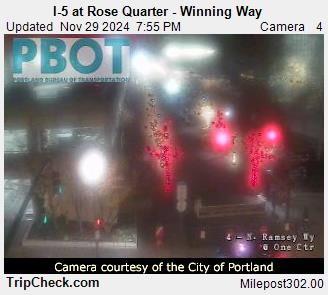 I-5 at Rose Quarter - Winning Way
Updated Nov 29 2024 7:55 PM Camera 4
PBOT
PORTLAND BUREAU OF TRANSPORTATION
4 - N. Ramsey Wy
@ One Ctr
Camera courtesy of the City of Portland
TripCheck.com Milepost302.00